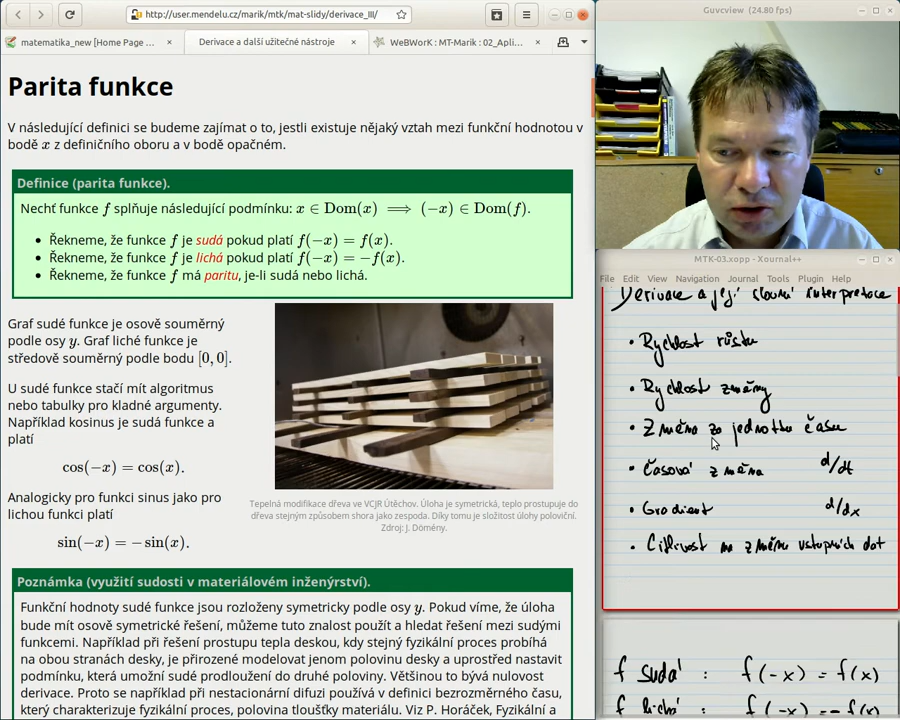 http://user.mendelu.cz/marik/mtk/mat-slidy/derivace_III/
matematika_new [Home Page ...
Derivace a další užitečné nástroje
WeBWorK : MT-Marik : 02_Apli...
Parita funkce
V následující definici se budeme zajímat o to, jestli existuje nějaký vztah mezi funkční hodnotou v
bodě x z definičního oboru a v bodě opačném.
Definice (parita funkce).
Nechť funkce f splňuje následující podmínku: x ∈ Dom(x) ⟹ (−x) ∈ Dom(f).
• Řekneme, že funkce f je sudá pokud platí f(−x) = f(x).
• Řekneme, že funkce f je lichá pokud platí f(−x) = −f(x).
• Řekneme, že funkce f má paritu, je-li sudá nebo lichá.
Graf sudé funkce je osově souměrný
podle osy y. Graf liché funkce je
středově souměrný podle bodu [0, 0].
U sudé funkce stačí mít algoritmus
nebo tabulky pro kladné argumenty.
Například kosinus je sudá funkce a
platí
cos(−x) = cos(x).
Analogicky pro funkci sinus jako pro
lichou funkci platí
sin(−x) = − sin(x).
Tepelná modifikace dřeva ve VCJR Útěchov. Úloha je symetrická, teplo prostupuje do
dřeva stejným způsobem shora jako zespoda. Díky tomu je složitost úlohy poloviční.
Zdroj: J. Dömény.
Poznámka (využití sudosti v materiálovém inženýrství).
Funkční hodnoty sudé funkce jsou rozloženy symetricky podle osy y. Pokud víme, že úloha
bude mít osově symetrické řešení, můžeme tuto znalost použít a hledat řešení mezi sudými
funkcemi. Například při řešení prostupu tepla deskou, kdy stejný fyzikální proces probíhá
na obou stranách desky, je přirozené modelovat jenom polovinu desky a uprostřed nastavit
podmínku, která umožní sudé prodloužení do druhé poloviny. Většinou to bývá nulovost
derivace. Proto se například při nestacionární difuzi používá v definici bezrozměrného času,
který charakterizuje fyzikální proces, polovina tloušťky materiálu. Viz P. Horáček, Fyzikální a
Guvcview (24.80 fps)
MTK-03.xopp - Xournal++
File Edit View Navigation Journal Tools Plugin Help
Derivace a její slovní interpretace
• Rychlost růstu
• Rychlost změny
• Změna za jednotku času
• Časová změna d/dt
• Gradient d/dx
• Citlivost na změnu vstupních dat
f sudá : f(-x) = f(x)
f lichá : f(-x) = -f(x)